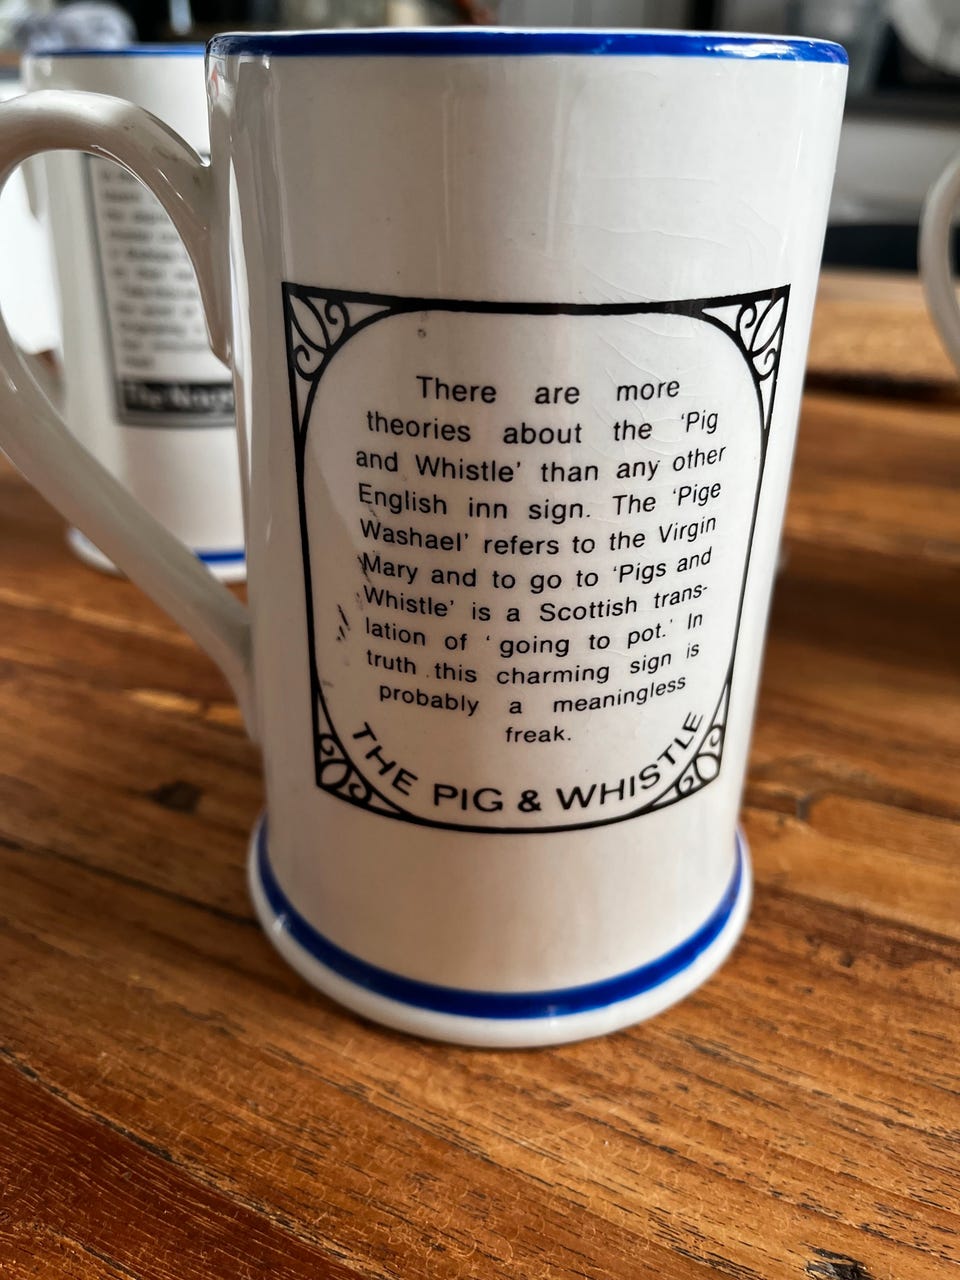 There are more
theories about the 'Pig
and Whistle' than any other
English inn sign. The 'Pige
Washael' refers to the Virgin
Mary and to go to 'Pigs and
Whistle' is a Scottish trans-
lation of ' going to pot.' In
truth this charming sign is
probably a meaningless
freak.
THE PIG & WHISTLE